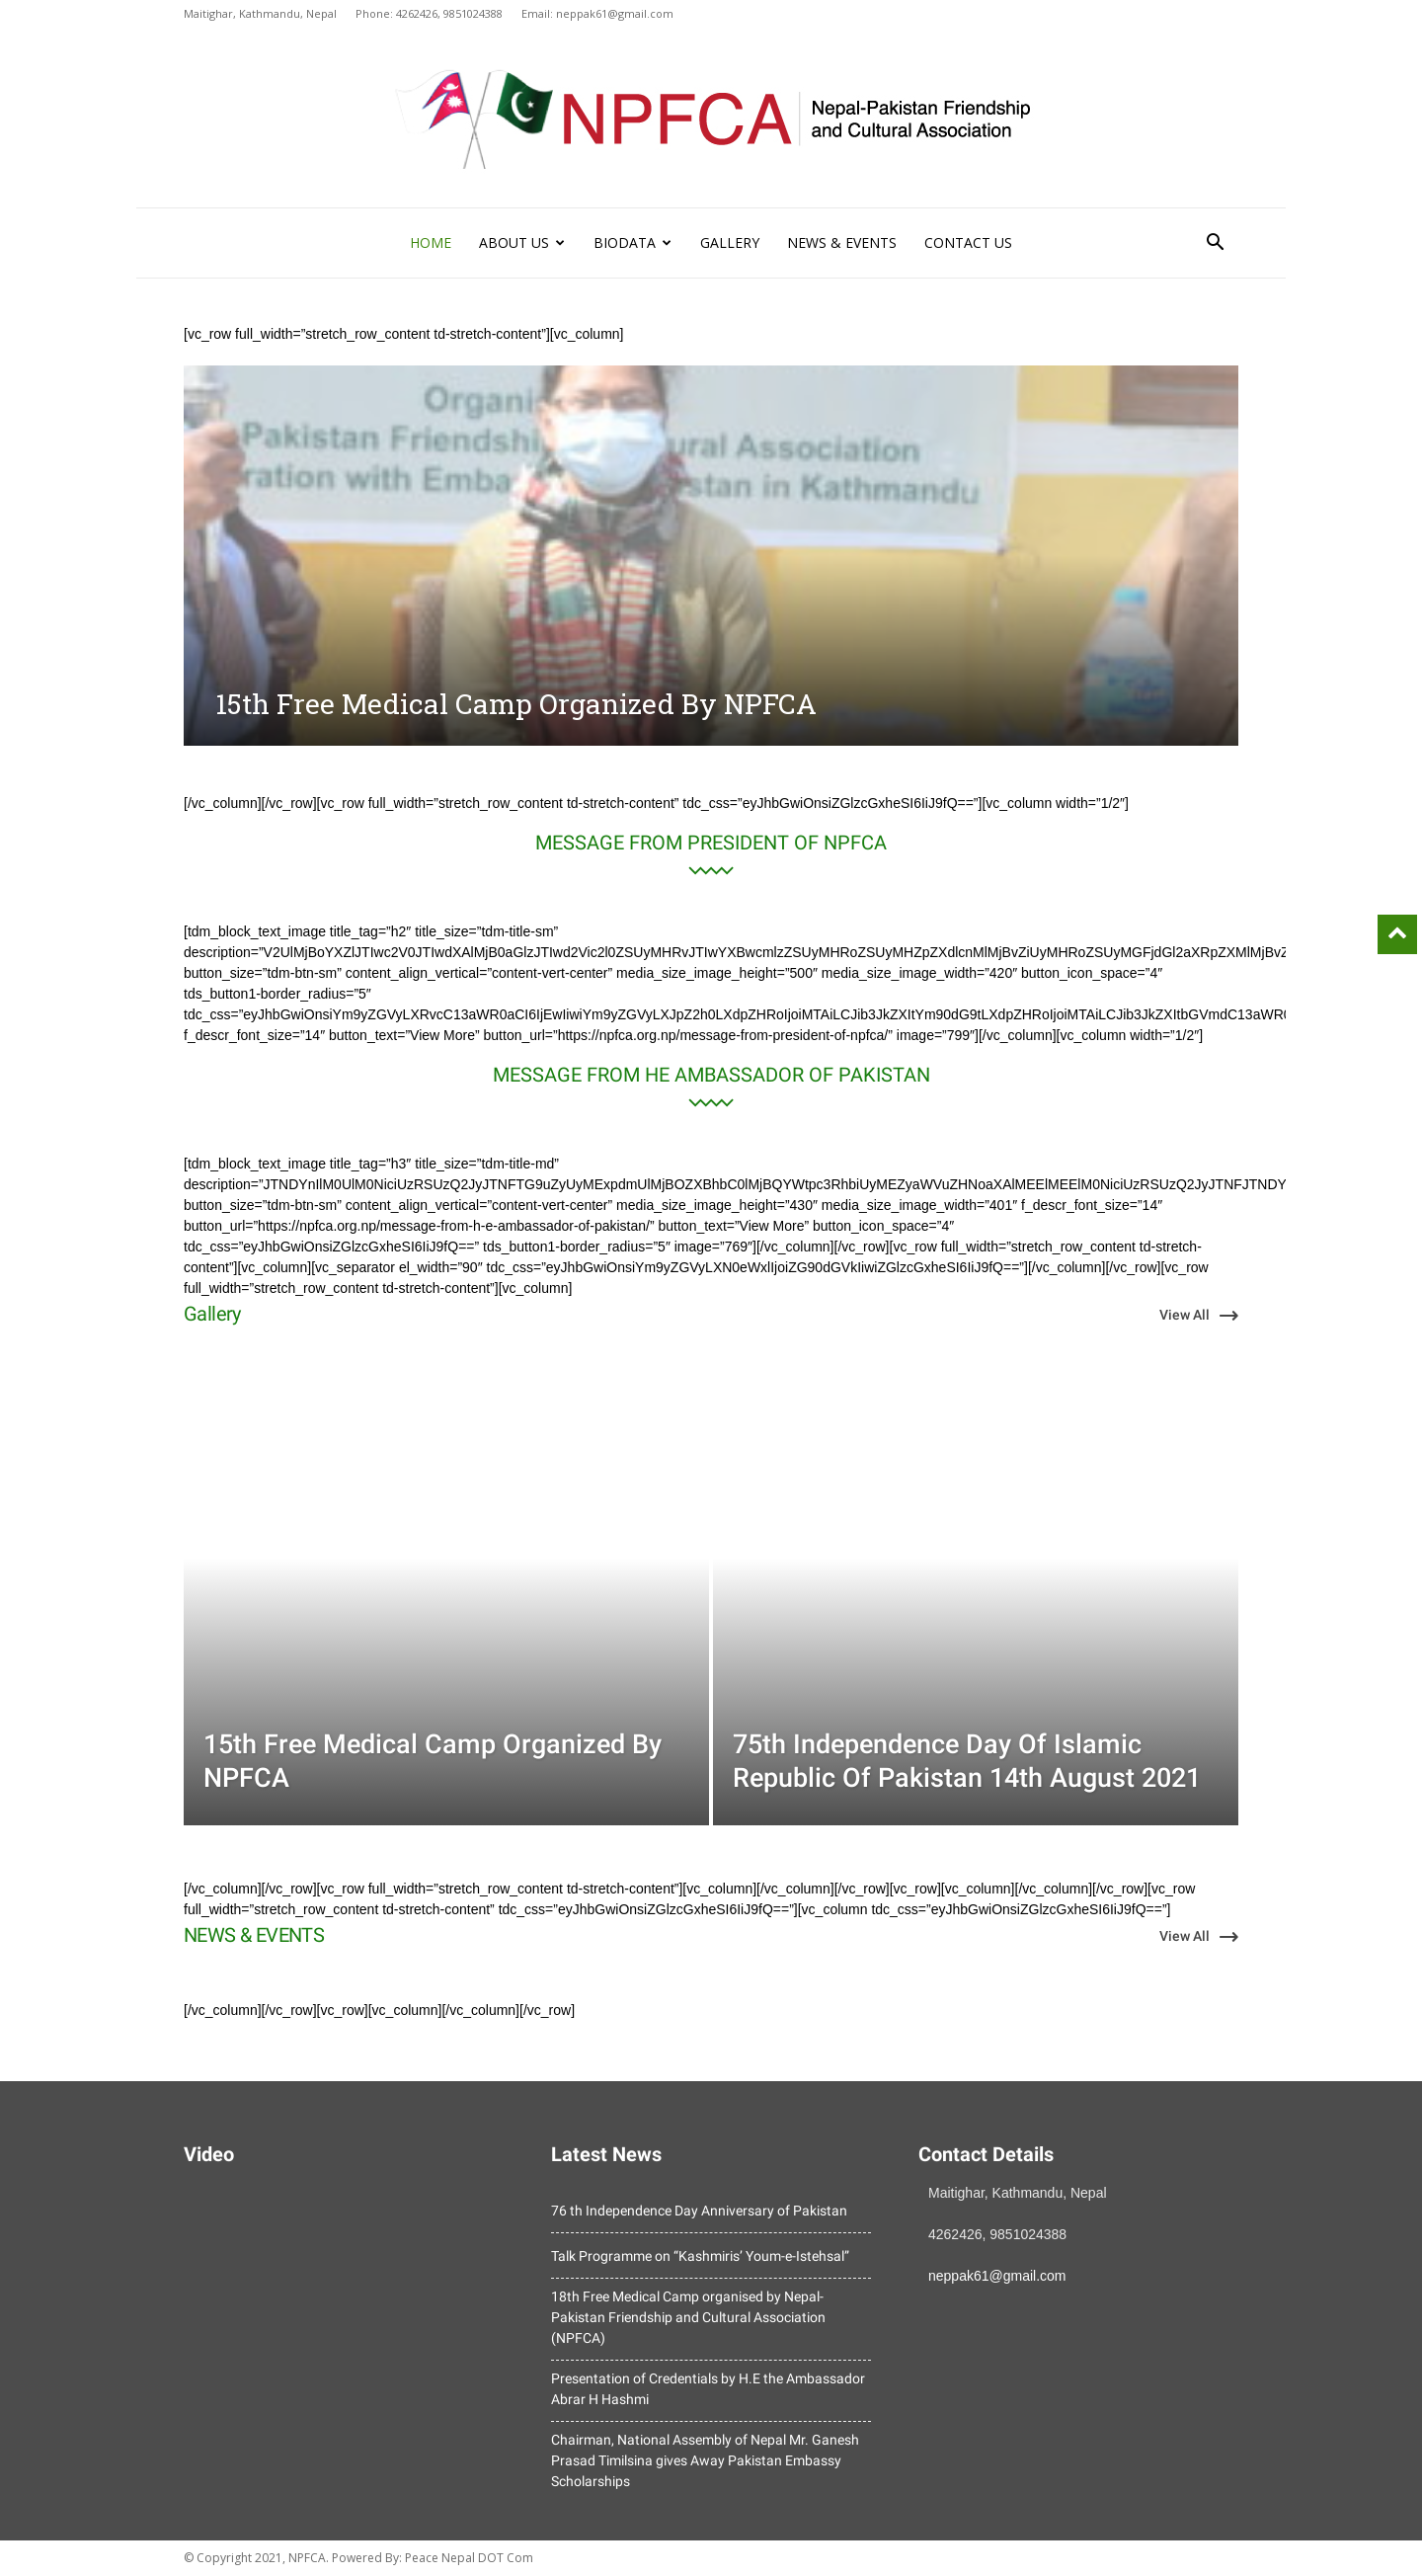 Maitighar, Kathmandu, Nepal Phone: 4262426, 9851024388 Email: neppak61@gmail.com
NPFCA
Nepal-Pakistan Friendship
and Cultural Association
HOME ABOUT US BIODATA GALLERY NEWS & EVENTS CONTACT US
[vc_row full_width=”stretch_row_content td-stretch-content”][vc_column]
Organi
Pakistan Friendship Cultural Association
ration with Emba Pakistan in Kathmandu
15th Free Medical Camp Organized By NPFCA
[/vc_column][/vc_row][vc_row full_width=”stretch_row_content td-stretch-content” tdc_css=”eyJhbGwiOnsiZGlzcGxheSI6IiJ9fQ==”][vc_column width=”1/2″]
MESSAGE FROM PRESIDENT OF NPFCA
[tdm_block_text_image title_tag=”h2″ title_size=”tdm-title-sm”
description=”V2UlMjBoYXZlJTIwc2V0JTIwdXAlMjB0aGlzJTIwd2Vic2l0ZSUyMHRvJTIwYXBwcmlzZSUyMHRoZSUyMHZpZXdlcnMlMjBvZiUyMHRoZSUyMGFjdGl2aXRpZXMlMjBvZ
button_size=”tdm-btn-sm” content_align_vertical=”content-vert-center” media_size_image_height=”500″ media_size_image_width=”420″ button_icon_space=”4″
tds_button1-border_radius=”5″
tdc_css=”eyJhbGwiOnsiYm9yZGVyLXRvcC13aWR0aCI6IjEwIiwiYm9yZGVyLXJpZ2h0LXdpZHRoIjoiMTAiLCJib3JkZXItYm90dG9tLXdpZHRoIjoiMTAiLCJib3JkZXItbGVmdC13aWR0
f_descr_font_size=”14″ button_text=”View More” button_url=”https://npfca.org.np/message-from-president-of-npfca/” image=”799″][/vc_column][vc_column width=”1/2″]
MESSAGE FROM HE AMBASSADOR OF PAKISTAN
[tdm_block_text_image title_tag=”h3″ title_size=”tdm-title-md”
description=”JTNDYnIlM0UlM0NiciUzRSUzQ2JyJTNFTG9uZyUyMExpdmUlMjBOZXBhbC0lMjBQYWtpc3RhbiUyMEZyaWVuZHNoaXAlMEElMEElM0NiciUzRSUzQ2JyJTNFJTNDY
button_size=”tdm-btn-sm” content_align_vertical=”content-vert-center” media_size_image_height=”430″ media_size_image_width=”401″ f_descr_font_size=”14″
button_url=”https://npfca.org.np/message-from-h-e-ambassador-of-pakistan/” button_text=”View More” button_icon_space=”4″
tdc_css=”eyJhbGwiOnsiZGlzcGxheSI6IiJ9fQ==” tds_button1-border_radius=”5″ image=”769″][/vc_column][/vc_row][vc_row full_width=”stretch_row_content td-stretch-
content”][vc_column][vc_separator el_width=”90″ tdc_css=”eyJhbGwiOnsiYm9yZGVyLXN0eWxlIjoiZG90dGVkIiwiZGlzcGxheSI6IiJ9fQ==”][/vc_column][/vc_row][vc_row
full_width=”stretch_row_content td-stretch-content”][vc_column]
Gallery View All
15th Free Medical Camp Organized By
NPFCA
75th Independence Day Of Islamic
Republic Of Pakistan 14th August 2021
[/vc_column][/vc_row][vc_row full_width=”stretch_row_content td-stretch-content”][vc_column][/vc_column][/vc_row][vc_row][vc_column][/vc_column][/vc_row][vc_row
full_width=”stretch_row_content td-stretch-content” tdc_css=”eyJhbGwiOnsiZGlzcGxheSI6IiJ9fQ==”][vc_column tdc_css=”eyJhbGwiOnsiZGlzcGxheSI6IiJ9fQ==”]
NEWS & EVENTS View All
[/vc_column][/vc_row][vc_row][vc_column][/vc_column][/vc_row]
Video
Latest News
76 th Independence Day Anniversary of Pakistan
Talk Programme on “Kashmiris’ Youm-e-Istehsal”
18th Free Medical Camp organised by Nepal-
Pakistan Friendship and Cultural Association
(NPFCA)
Presentation of Credentials by H.E the Ambassador
Abrar H Hashmi
Chairman, National Assembly of Nepal Mr. Ganesh
Prasad Timilsina gives Away Pakistan Embassy
Scholarships
Contact Details
Maitighar, Kathmandu, Nepal
4262426, 9851024388
neppak61@gmail.com
© Copyright 2021, NPFCA. Powered By: Peace Nepal DOT Com